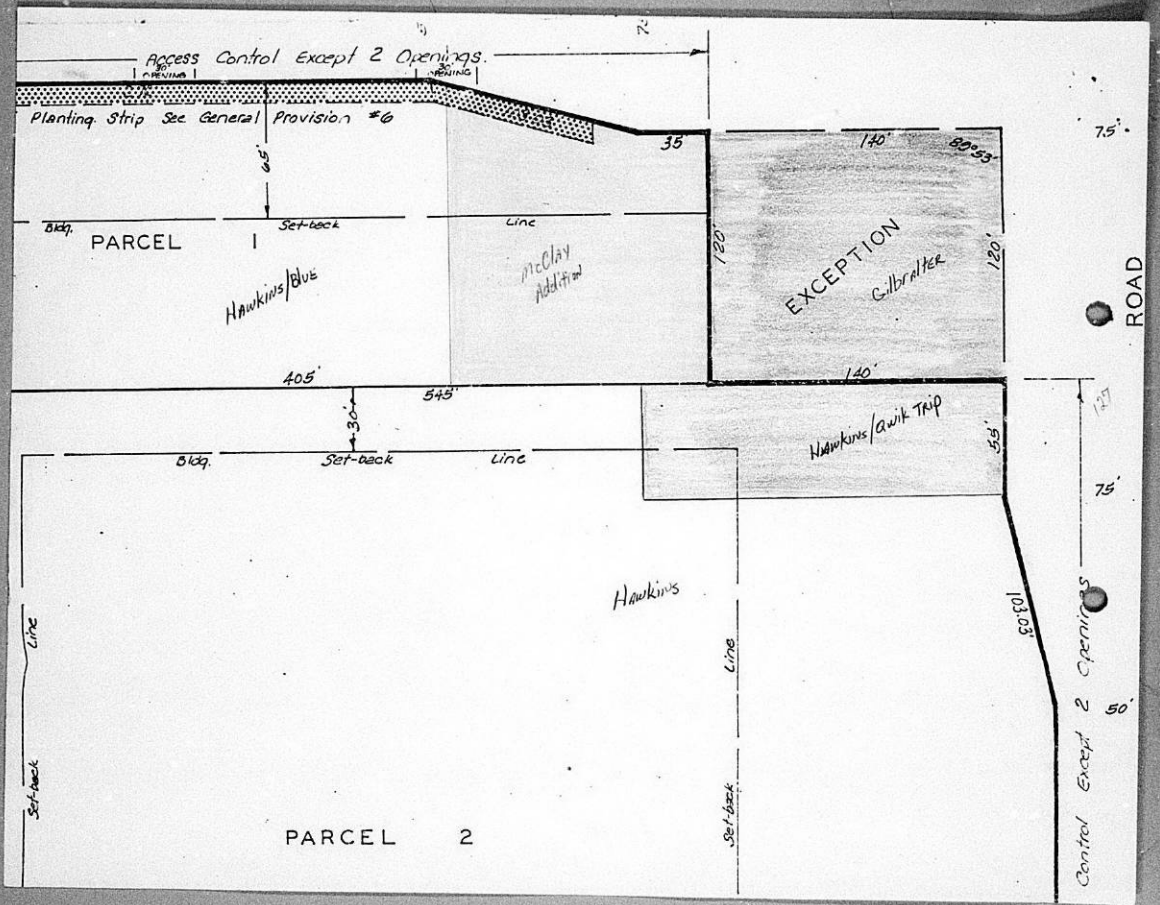 Access Control Except 2 Openings.
30'
OPENING
30'
OPENING
Planting Strip See General Provision #6
65'
35'
140'
89°53'
75'
Bldg. Set-back Line
PARCEL 1
HAWKINS/BLUE
McClay
Addition
120'
EXCEPTION
Gilbralter
120'
ROAD
405'
545'
140'
127
30'
HAWKINS/QWIK TRIP
55'
Bldg. Set-back Line
75'
HAWKINS
103.03'
50'
Line
Set-back
Line
Set-back
Control Except 2 Openings
PARCEL 2